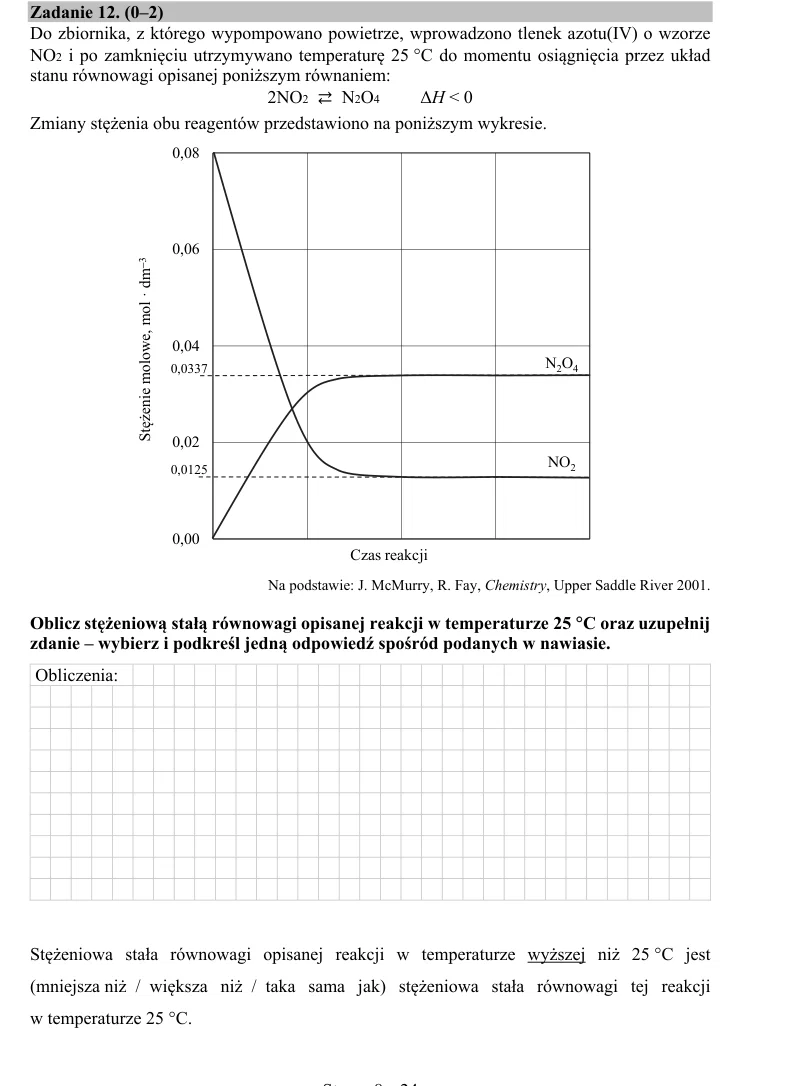 Zadanie 12. (0–2)
Do zbiornika, z którego wypompowano powietrze, wprowadzono tlenek azotu(IV) o wzorze
NO₂ i po zamknięciu utrzymywano temperaturę 25 °C do momentu osiągnięcia przez układ
stanu równowagi opisanej poniższym równaniem:
2NO₂ ⇄ N₂O₄ ΔH < 0
Zmiany stężenia obu reagentów przedstawiono na poniższym wykresie.
0,08
0,06
0,04
0,0337
0,02
0,0125
0,00
Stężenie molowe, mol · dm⁻³
N₂O₄
NO₂
Czas reakcji
Na podstawie: J. McMurry, R. Fay, Chemistry, Upper Saddle River 2001.
Oblicz stężeniową stałą równowagi opisanej reakcji w temperaturze 25 °C oraz uzupełnij
zdanie – wybierz i podkreśl jedną odpowiedź spośród podanych w nawiasie.
Obliczenia:
Stężeniowa stała równowagi opisanej reakcji w temperaturze wyższej niż 25 °C jest
(mniejsza niż / większa niż / taka sama jak) stężeniowa stała równowagi tej reakcji
w temperaturze 25 °C.